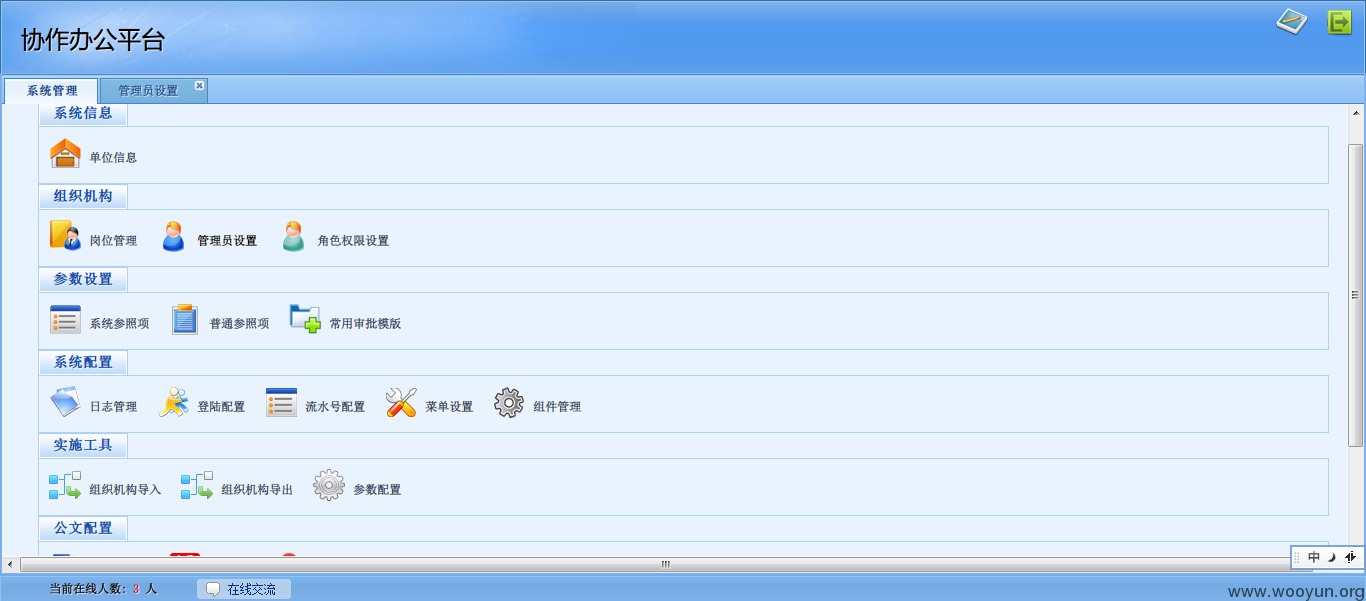 协作办公平台
系统管理 管理员设置
系统信息
单位信息
组织机构
岗位管理 管理员设置 角色权限设置
参数设置
系统参照项 普通参照项 常用审批模版
系统配置
日志管理 登陆配置 流水号配置 菜单设置 组件管理
实施工具
组织机构导入 组织机构导出 参数配置
公文配置
中
当前在线人数: 3 人 在线交流
www.wooyun.org